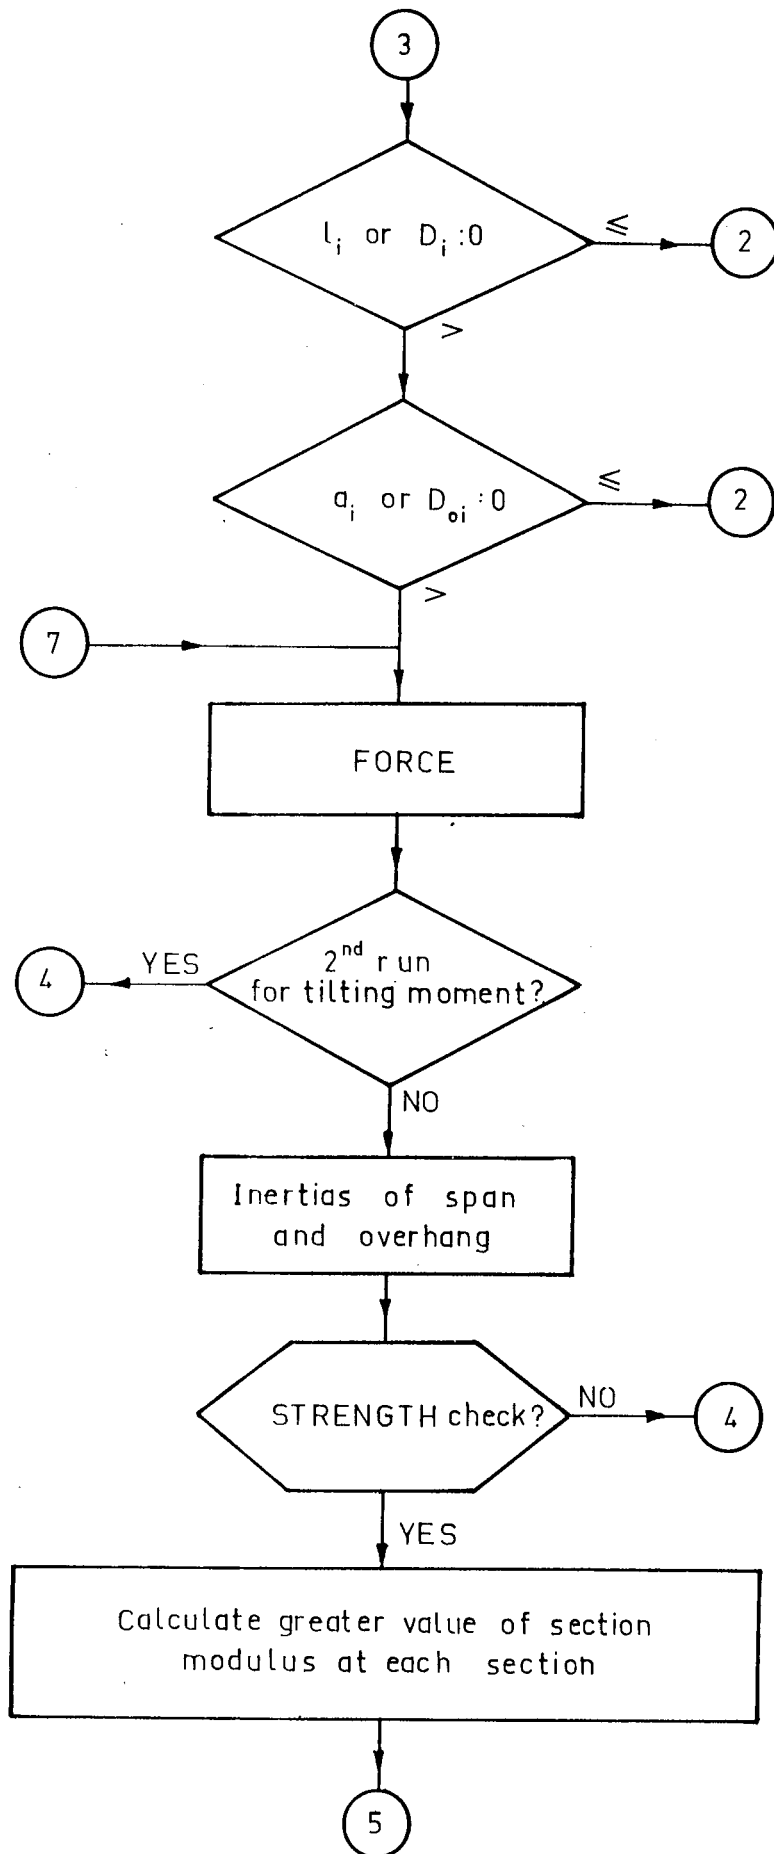 3
l_i or D_i :0
≤
2
>
a_i or D_oi :0
≤
2
>
7
FORCE
4
YES
2nd run
for tilting moment?
NO
Inertias of span
and overhang
STRENGTH check?
NO
4
YES
Calculate greater value of section
modulus at each section
5